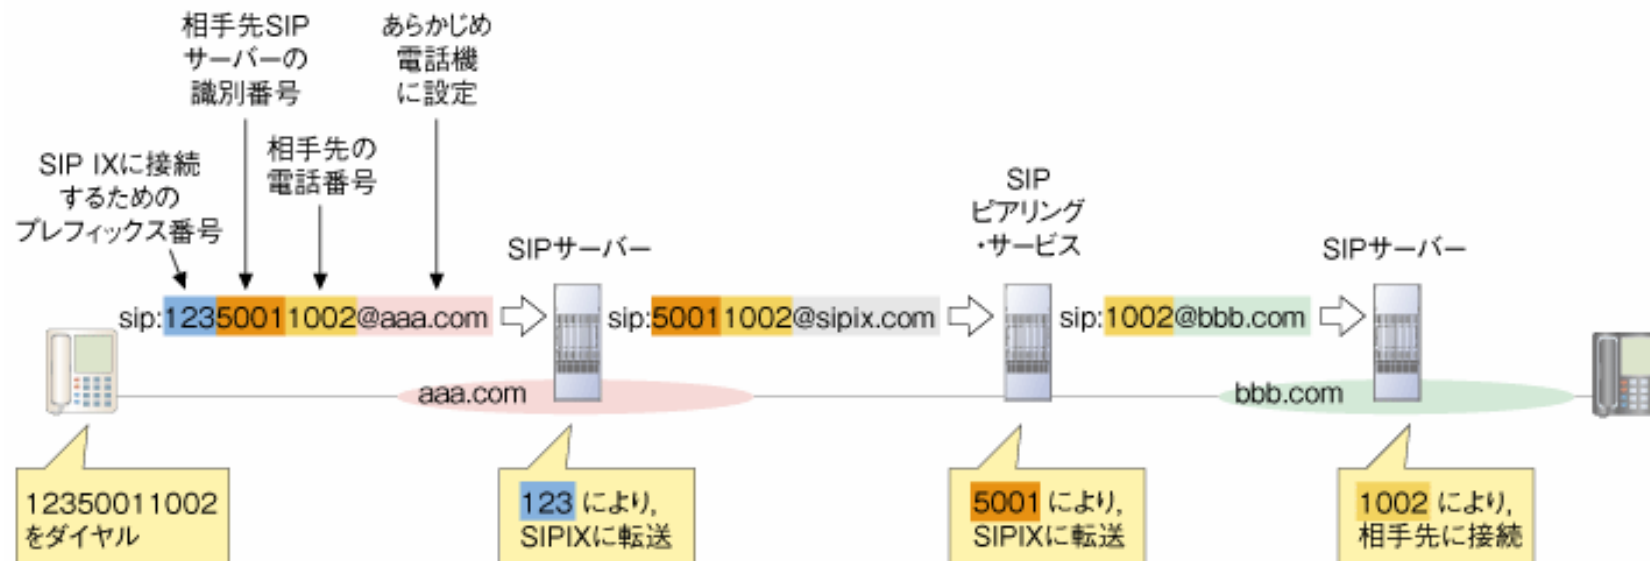 相手先SIP
サーバーの
識別番号
あらかじめ
電話機
に設定
SIP IXに接続
するための
プレフィックス番号
相手先の
電話番号
SIPサーバー
SIP
ピアリング
・サービス
SIPサーバー
sip:12350011002@aaa.com
sip:50011002@sipix.com
sip:1002@bbb.com
aaa.com
bbb.com
12350011002
をダイヤル
123 により,
SIPIXに転送
5001 により,
SIPIXに転送
1002 により,
相手先に接続